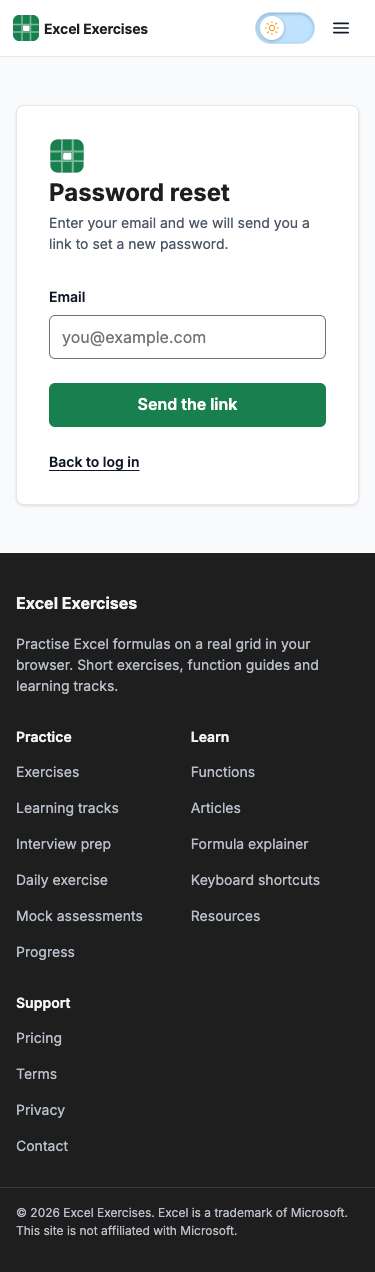 Excel Exercises
Password reset
Enter your email and we will send you a
link to set a new password.
Email
you@example.com
Send the link
Back to log in
Excel Exercises
Practise Excel formulas on a real grid in your
browser. Short exercises, function guides and
learning tracks.
Practice
Exercises
Learning tracks
Interview prep
Daily exercise
Mock assessments
Progress
Learn
Functions
Articles
Formula explainer
Keyboard shortcuts
Resources
Support
Pricing
Terms
Privacy
Contact
© 2026 Excel Exercises. Excel is a trademark of Microsoft.
This site is not affiliated with Microsoft.